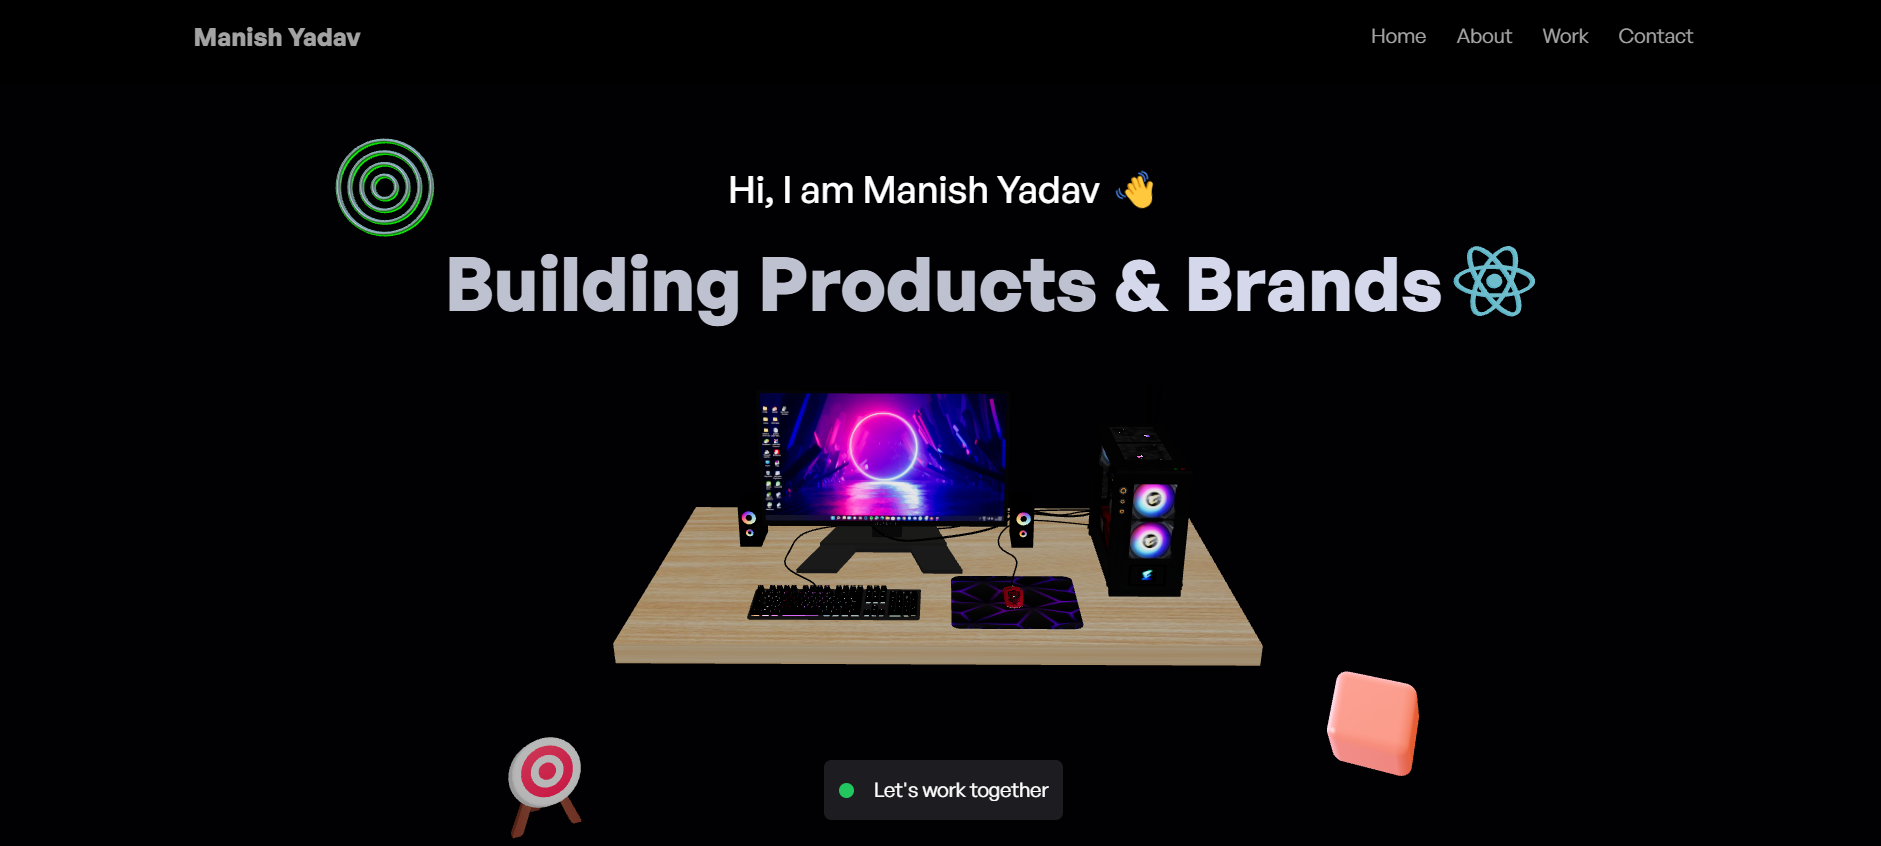 Manish Yadav
Home About Work Contact
Hi, I am Manish Yadav 👋
Building Products & Brands
Let's work together